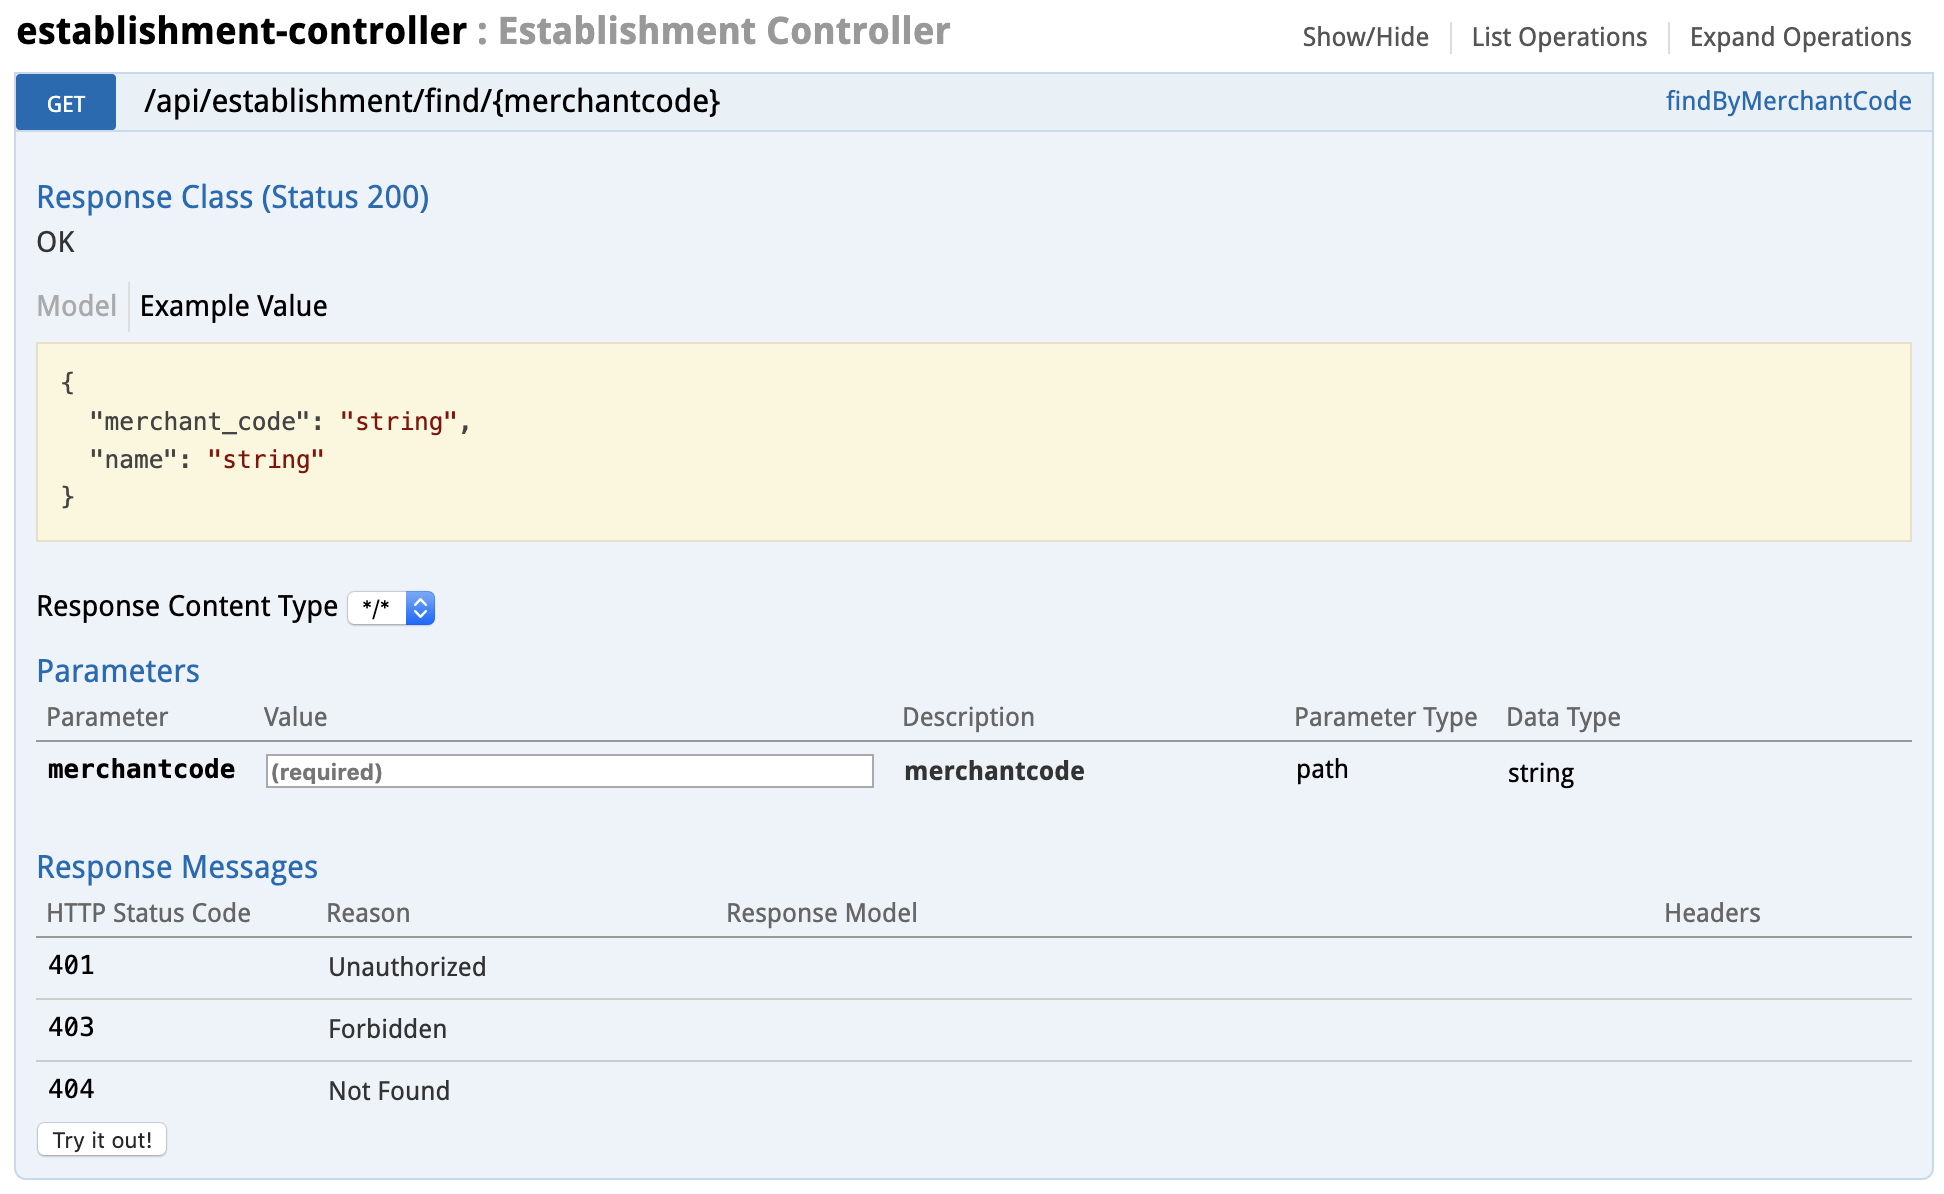 establishment-controller : Establishment Controller
Show/Hide List Operations Expand Operations
GET /api/establishment/find/{merchantcode} findByMerchantCode
Response Class (Status 200)
OK
Model Example Value
{
"merchant_code": "string",
"name": "string"
}
Response Content Type */*
Parameters
Parameter Value Description Parameter Type Data Type
merchantcode (required) merchantcode path string
Response Messages
HTTP Status Code Reason Response Model Headers
401 Unauthorized
403 Forbidden
404 Not Found
Try it out!